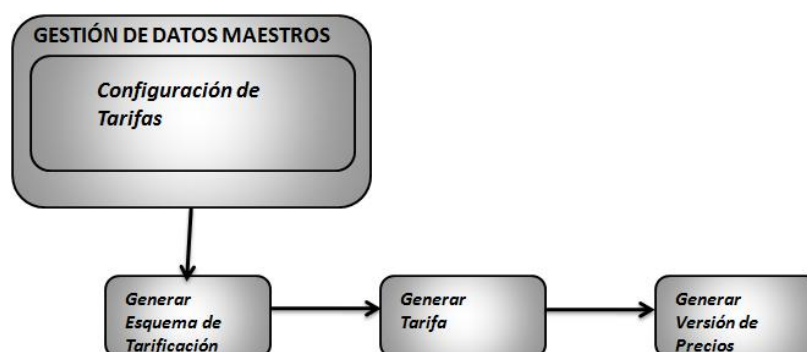 GESTIÓN DE DATOS MAESTROS
Configuración de
Tarifas
Generar
Esquema de
Tarificación
Generar
Tarifa
Generar
Versión de
Precios